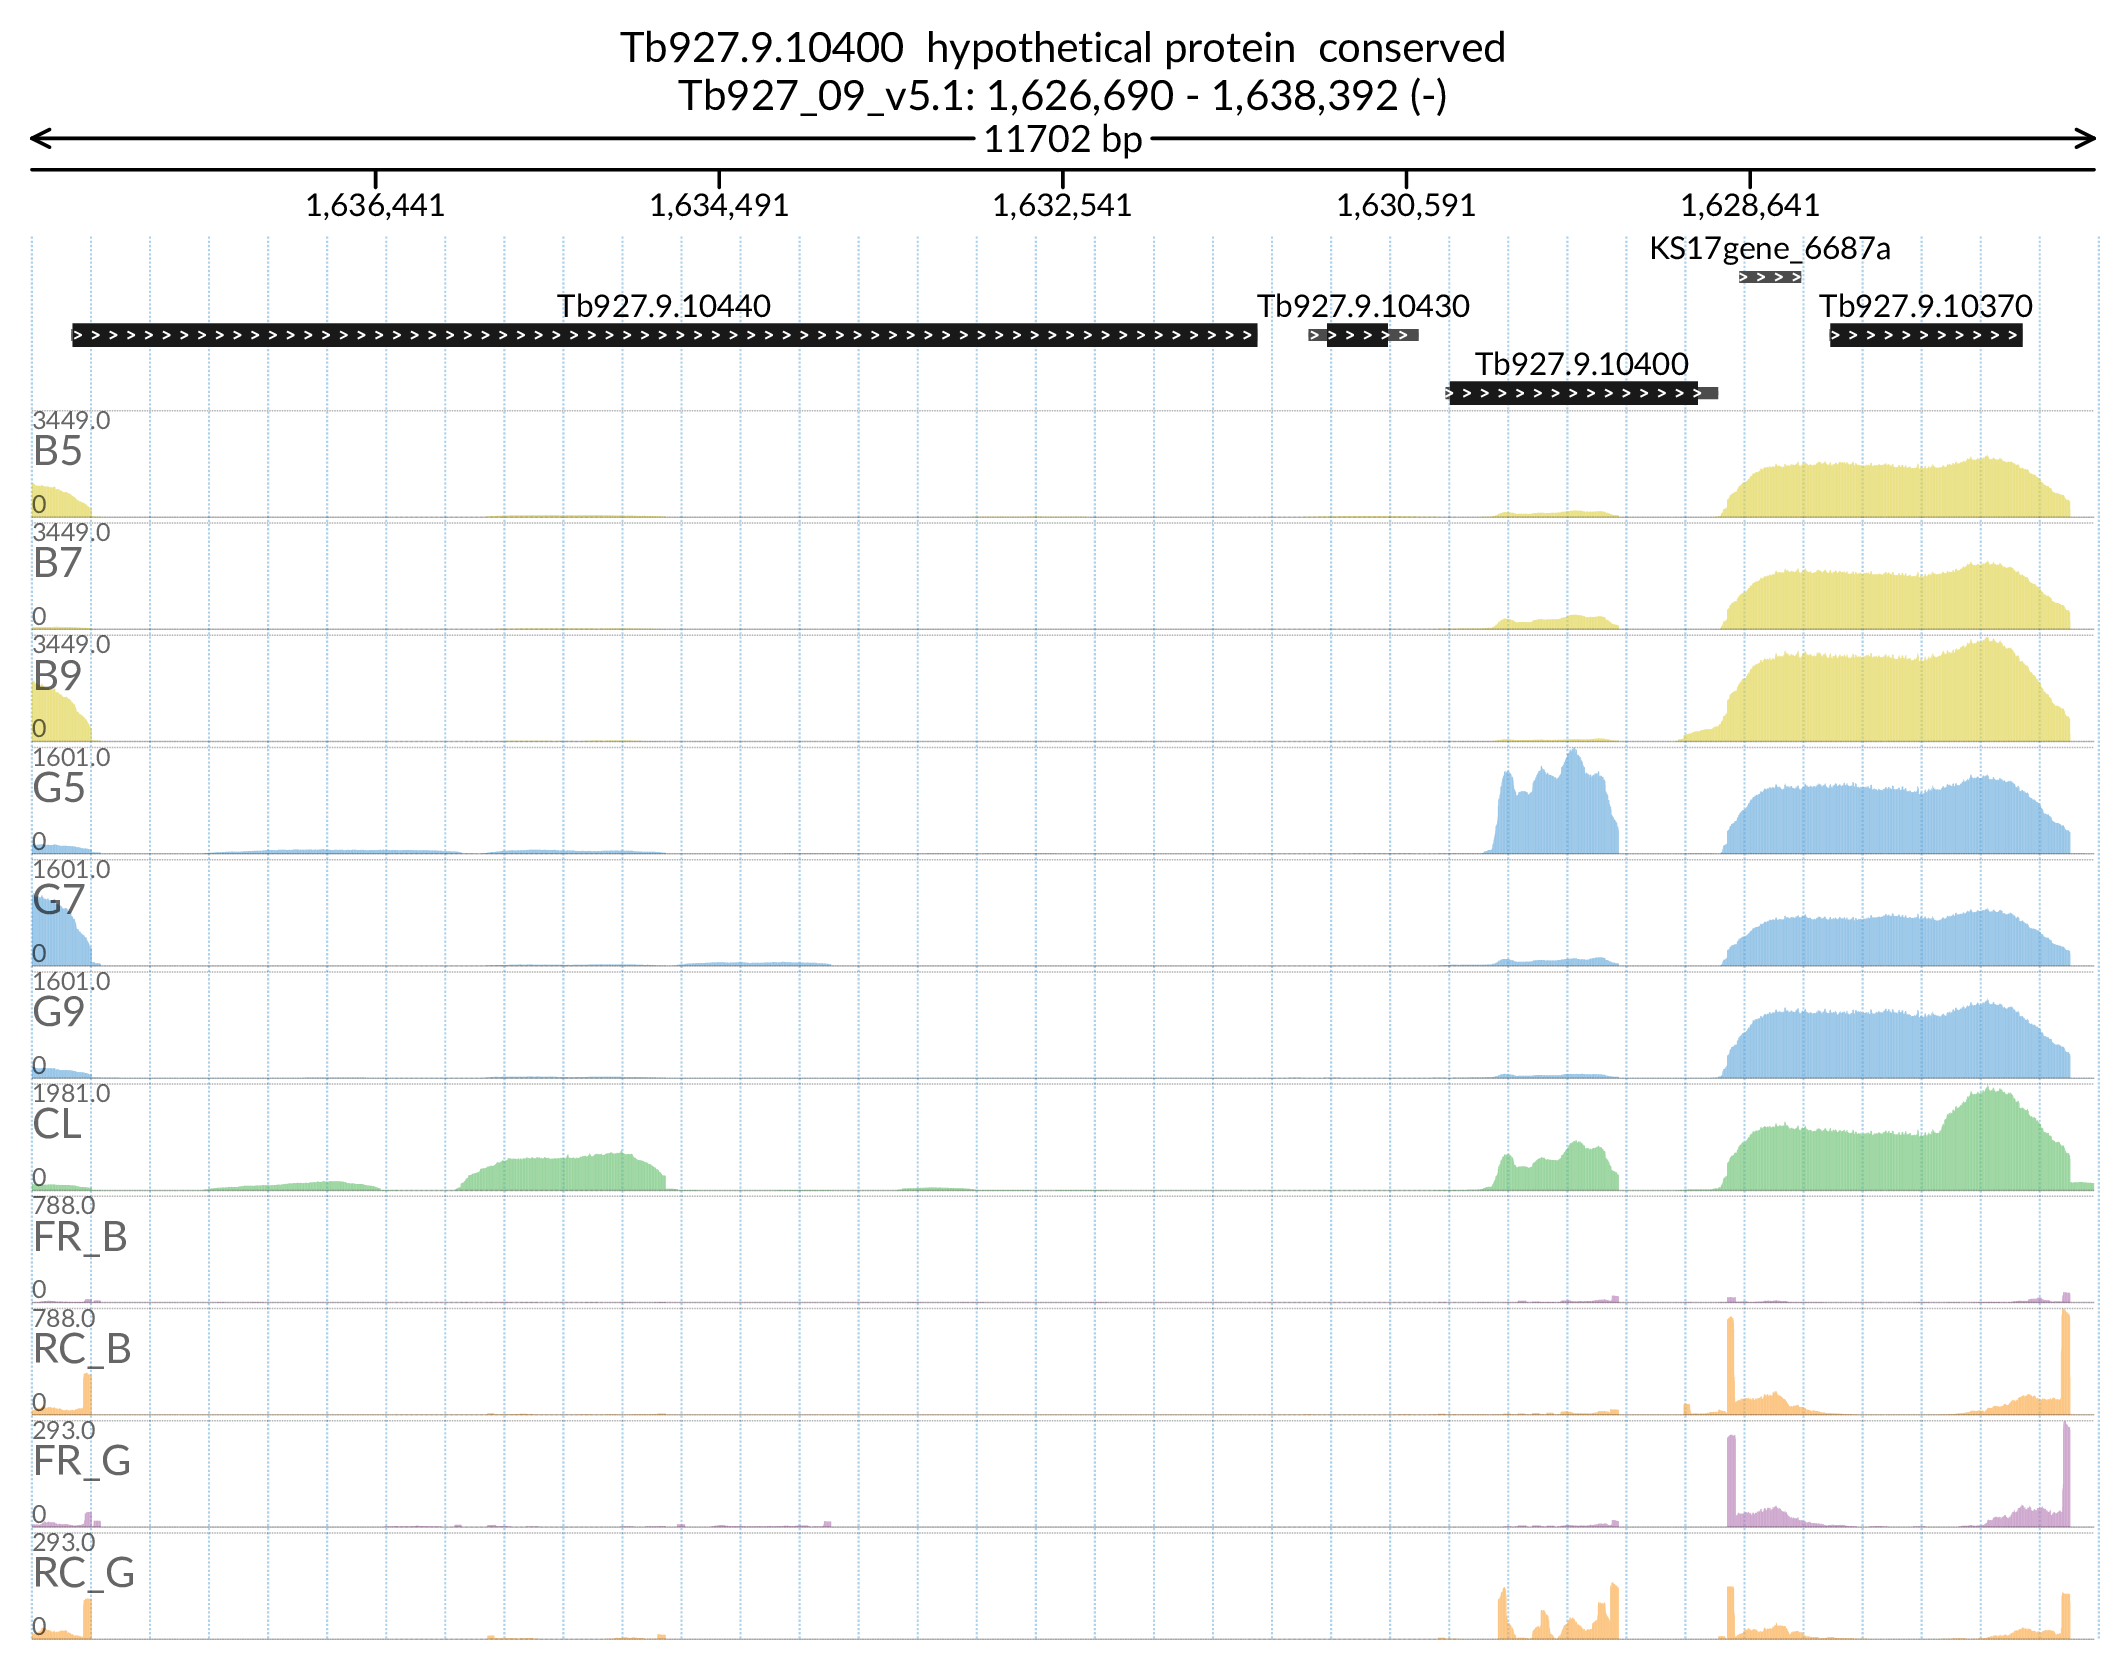 Tb927.9.10400  hypothetical protein  conserved
Tb927_09_v5.1: 1,626,690 - 1,638,392 (-)
11702 bp
1,636,441 1,634,491 1,632,541 1,630,591 1,628,641
KS17gene_6687a
Tb927.9.10440 Tb927.9.10430 Tb927.9.10370
Tb927.9.10400
3449.0
B5
0
3449.0
B7
0
3449.0
B9
0
1601.0
G5
0
1601.0
G7
0
1601.0
G9
0
1981.0
CL
0
788.0
FR_B
0
788.0
RC_B
0
293.0
FR_G
0
293.0
RC_G
0